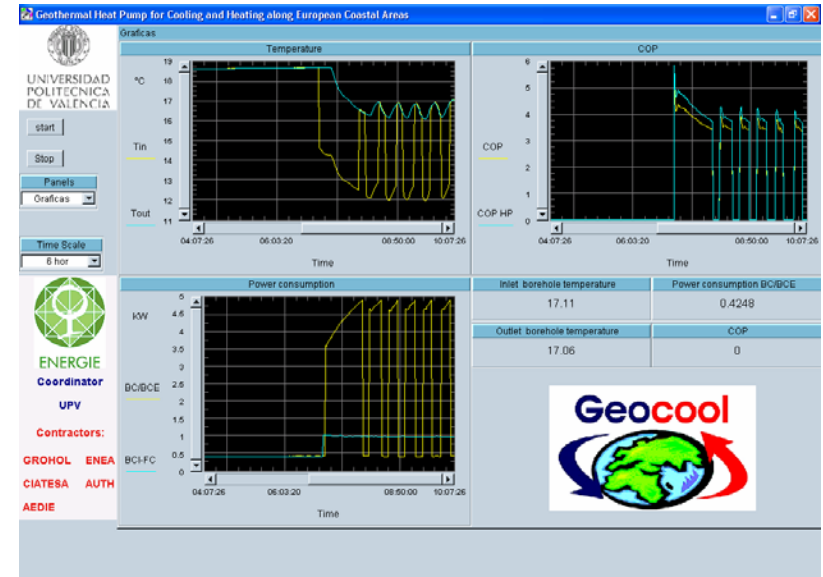 Geothermal Heat Pump for Cooling and Heating along European Coastal Areas
UNIVERSIDAD
POLITECNICA
DE VALENCIA
start
Stop
Panels
Graficas
Time Scale
6 hor
ENERGIE
Coordinator
UPV
Contractors:
GROHOL ENEA
CIATESA AUTH
AEDIE
Graficas
Temperature
°C
Tin
Tout
19
18
17
16
15
14
13
12
11
04:07:26 06:03:20 08:50:00 10:07:26
Time
COP
COP
COP HP
6
5
4
3
2
1
0
04:07:26 06:03:20 08:50:00 10:07:26
Time
Power consumption
kW
BC/BCE
BCI-FC
5
4.5
4
3.5
3
2.5
2
1.5
1
0.5
0
04:07:26 06:03:20 08:50:00 10:07:26
Time
Inlet borehole temperature
17.11
Power consumption BC/BCE
0.4248
Outlet borehole temperature
17.06
COP
0
Geocool